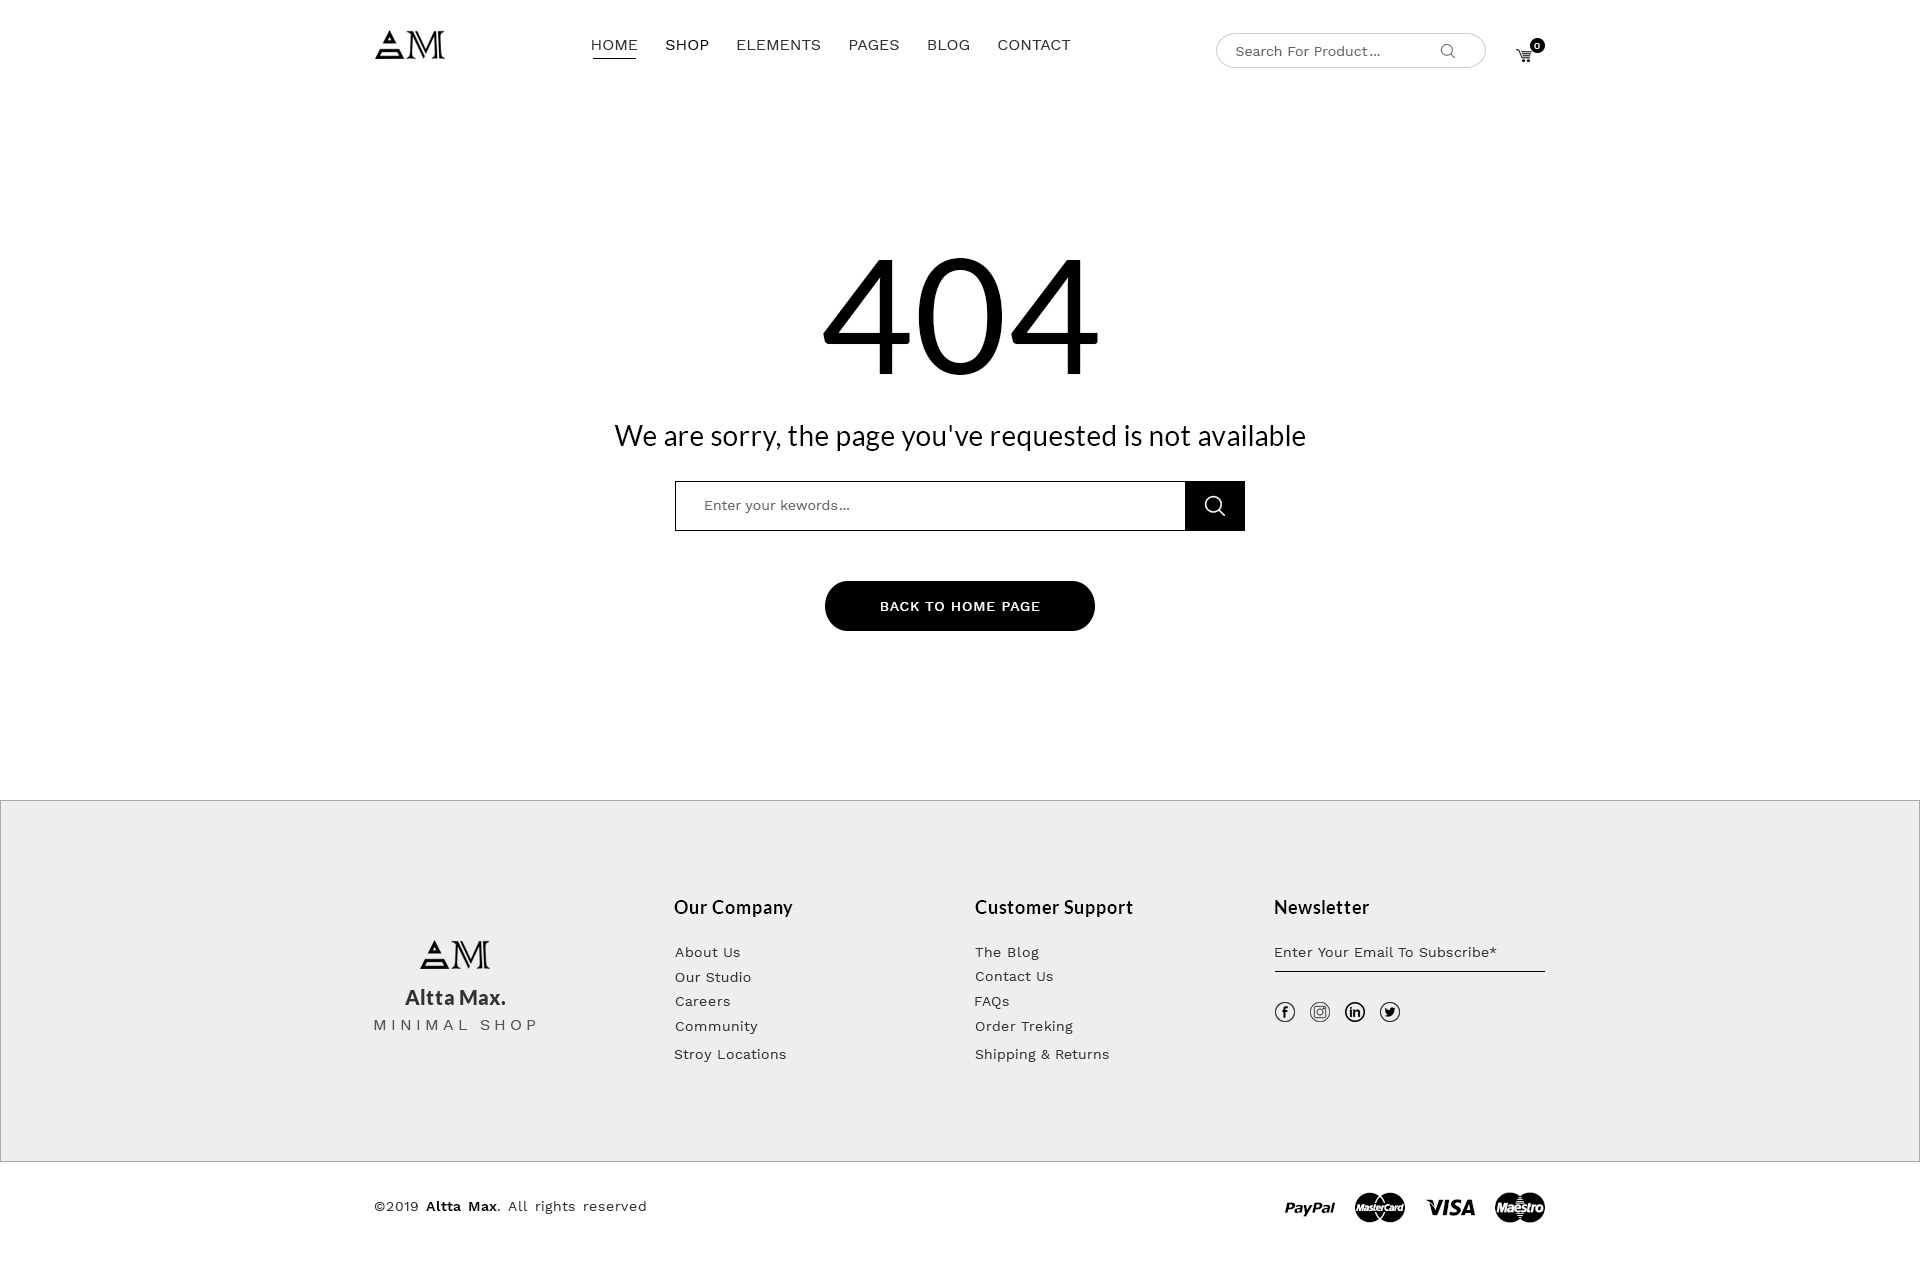 AM
HOME SHOP ELEMENTS PAGES BLOG CONTACT
Search For Product...
0
404
We are sorry, the page you've requested is not available
Enter your kewords...
BACK TO HOME PAGE
AM
Altta Max.
MINIMAL SHOP
Our Company
About Us
Our Studio
Careers
Community
Stroy Locations
Customer Support
The Blog
Contact Us
FAQs
Order Treking
Shipping & Returns
Newsletter
Enter Your Email To Subscribe*
f
in
©2019 Altta Max. All rights reserved
PayPal MasterCard VISA Maestro